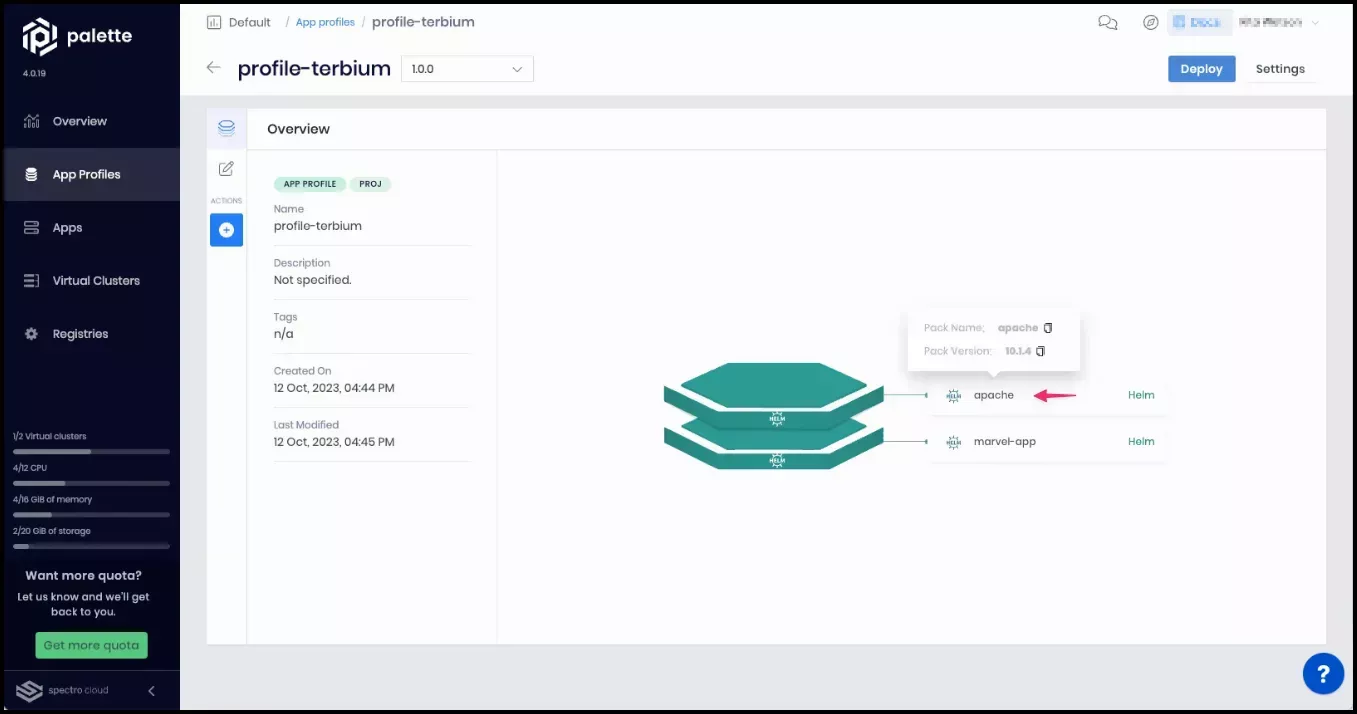 palette
4.0.19
Overview
App Profiles
Apps
Virtual Clusters
Registries
1/2 Virtual clusters
4/12 CPU
4/16 GiB of memory
2/20 GiB of storage
Want more quota?
Let us know and we'll get
back to you.
Get more quota
spectro cloud
Default / App profiles / profile-terbium
Docs
profile-terbium 1.0.0
Deploy Settings
ACTIONS
Overview
APP PROFILE PROJ
Name
profile-terbium
Description
Not specified.
Tags
n/a
Created On
12 Oct, 2023, 04:44 PM
Last Modified
12 Oct, 2023, 04:45 PM
Pack Name: apache
Pack Version: 10.1.4
HELM apache Helm
HELM
HELM marvel-app Helm
HELM
?